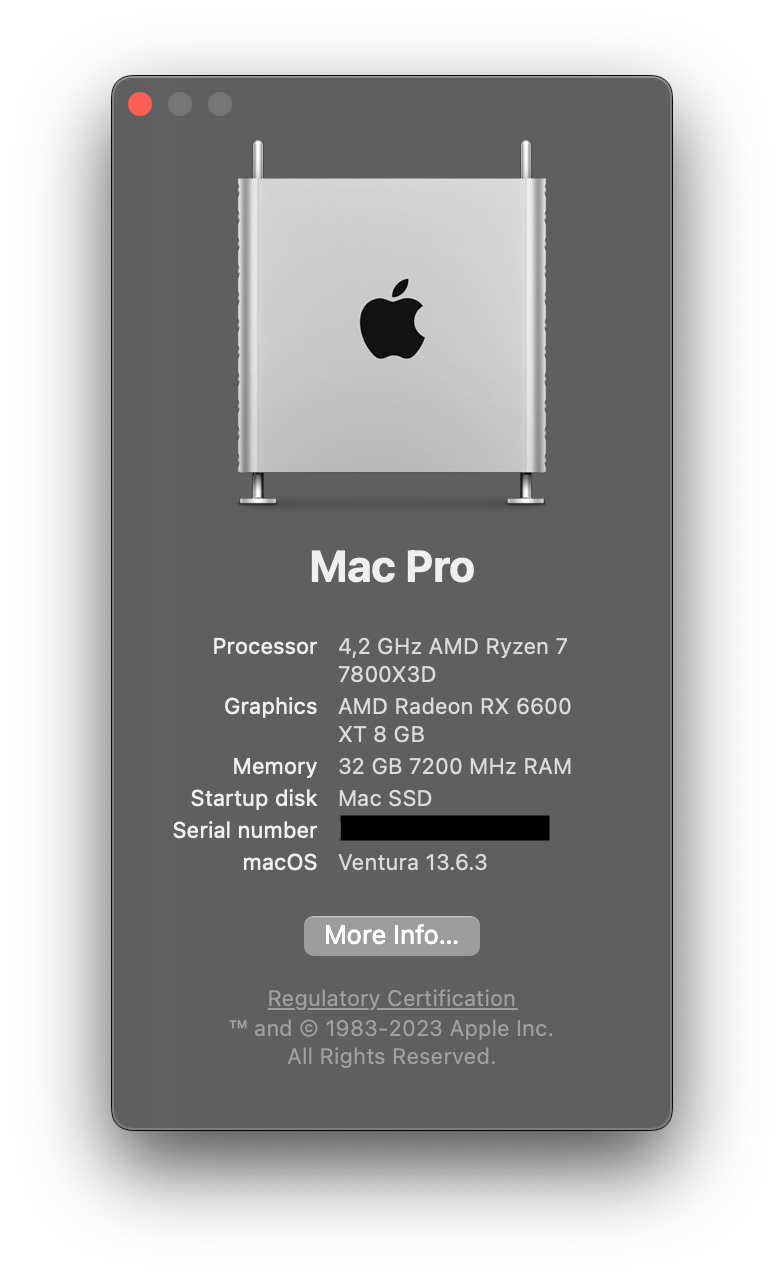 Mac Pro
Processor 4,2 GHz AMD Ryzen 7
7800X3D
Graphics AMD Radeon RX 6600
XT 8 GB
Memory 32 GB 7200 MHz RAM
Startup disk Mac SSD
Serial number
macOS Ventura 13.6.3
More Info...
Regulatory Certification
™ and © 1983-2023 Apple Inc.
All Rights Reserved.